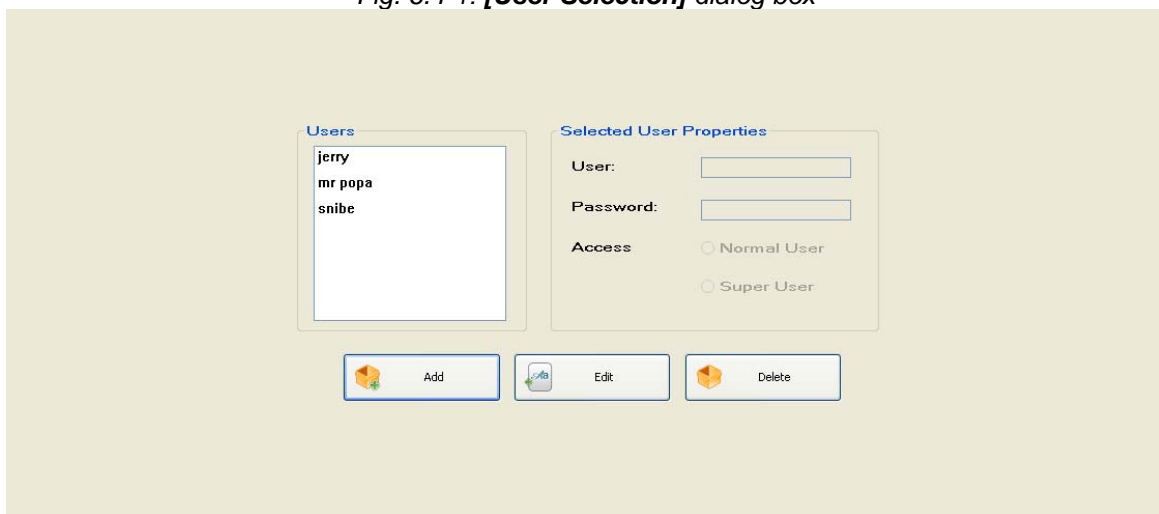 [User Selection] dialog box
Users
jerry
mr popa
snibe
Selected User Properties
User:
Password:
Access
Normal User
Super User
Add
Edit
Delete